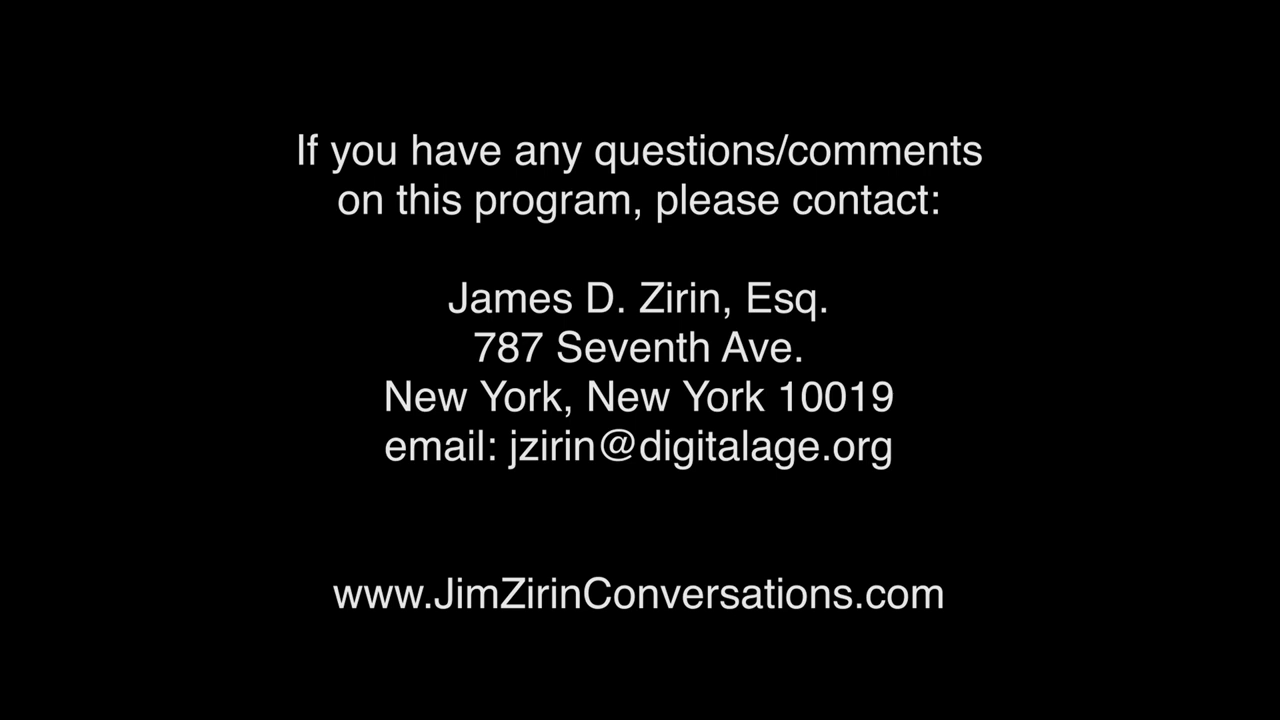 If you have any questions/comments
on this program, please contact:
James D. Zirin, Esq.
787 Seventh Ave.
New York, New York 10019
email: jzirin@digitalage.org
www.JimZirinConversations.com